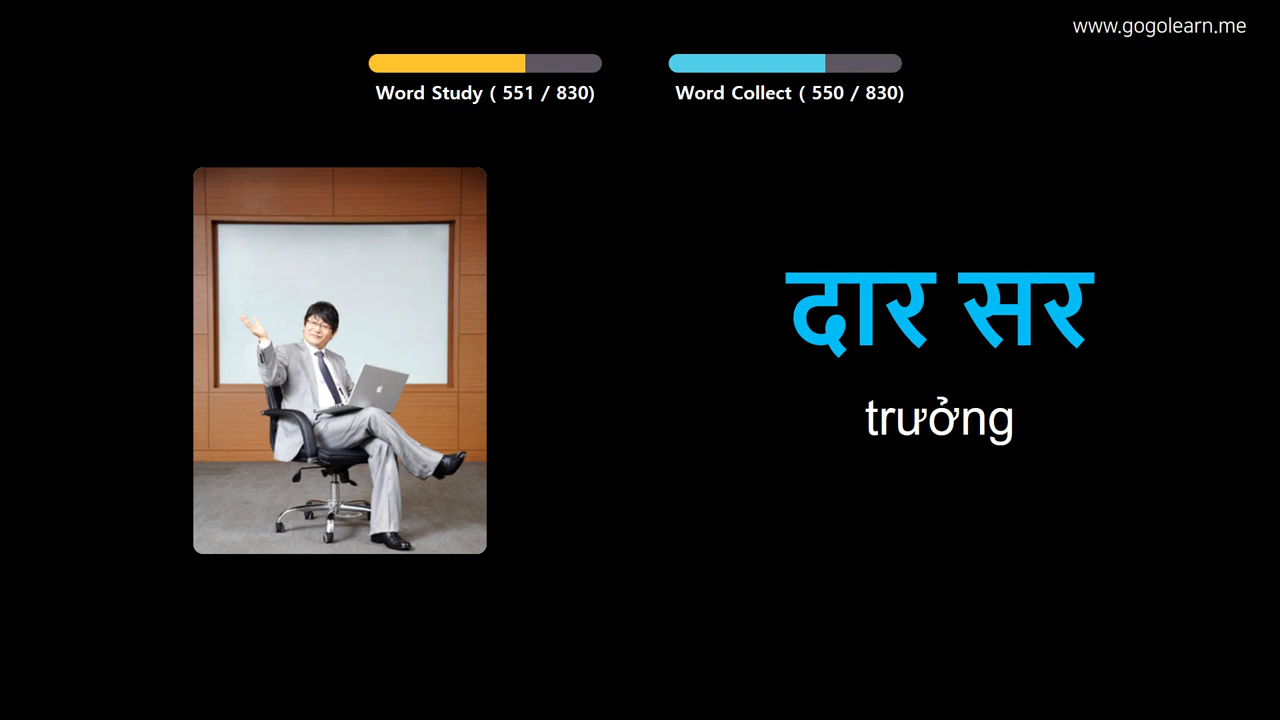 www.gogolearn.me
Word Study ( 551 / 830)
Word Collect ( 550 / 830)
दार सर
trưởng